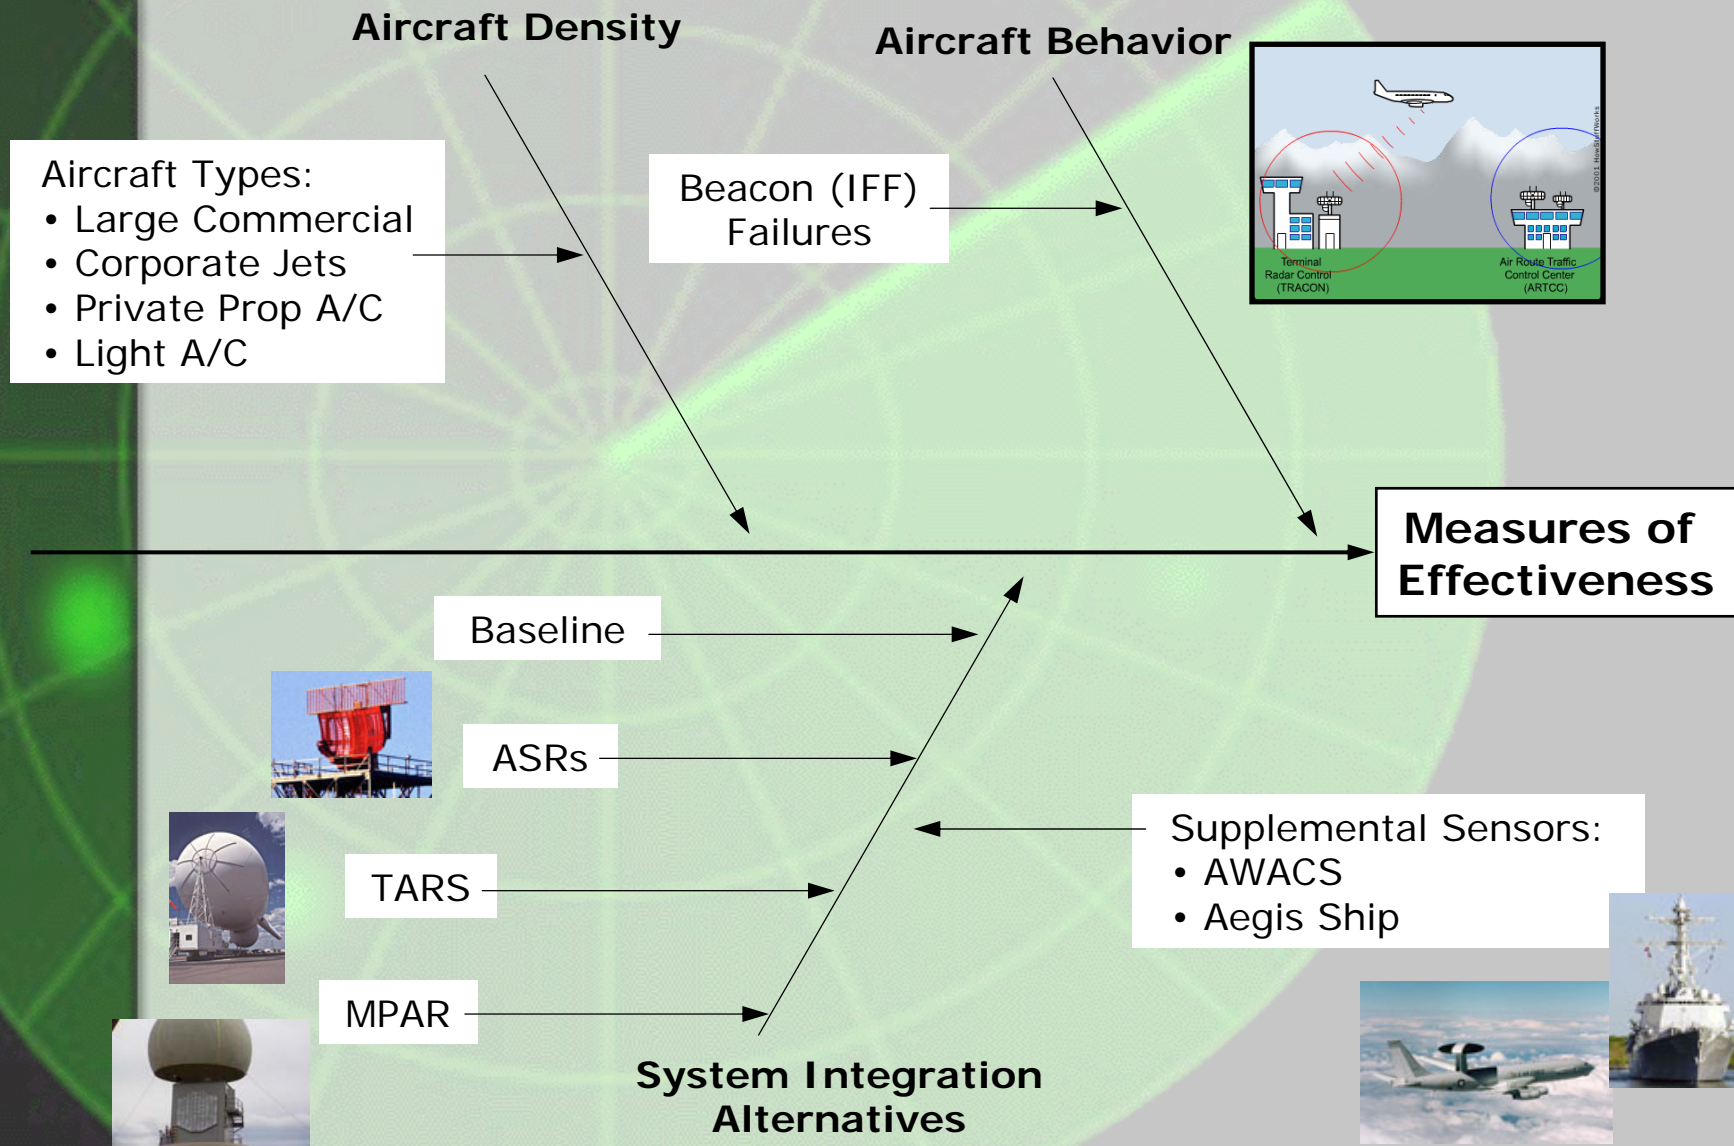 Aircraft Density
Aircraft Behavior
Aircraft Types:
• Large Commercial
• Corporate Jets
• Private Prop A/C
• Light A/C
Beacon (IFF)
Failures
©2001 HowStuffWorks
Terminal
Radar Control
(TRACON)
Air Route Traffic
Control Center
(ARTCC)
Measures of
Effectiveness
Baseline
ASRs
TARS
MPAR
Supplemental Sensors:
• AWACS
• Aegis Ship
System Integration
Alternatives